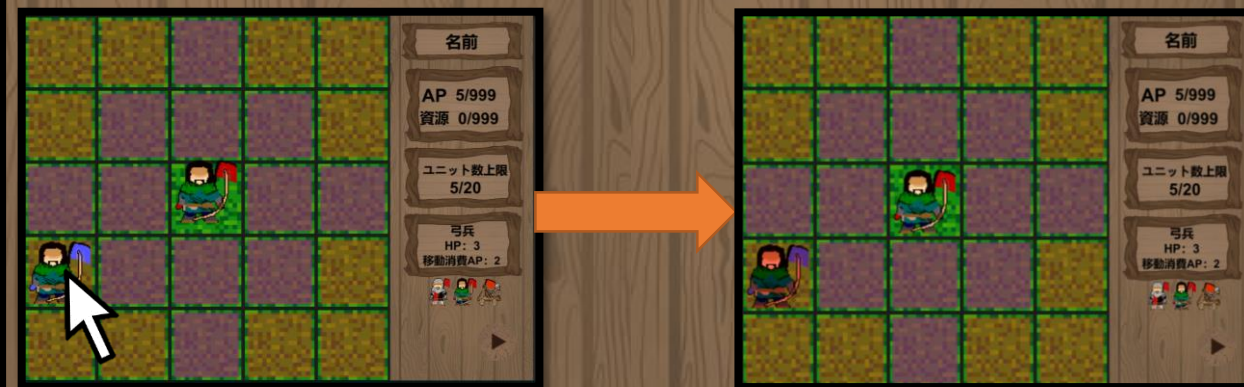 名前
AP 5/999
資源 0/999
ユニット数上限
5/20
弓兵
HP: 3
移動消費AP: 2
名前
AP 5/999
資源 0/999
ユニット数上限
5/20
弓兵
HP: 3
移動消費AP: 2